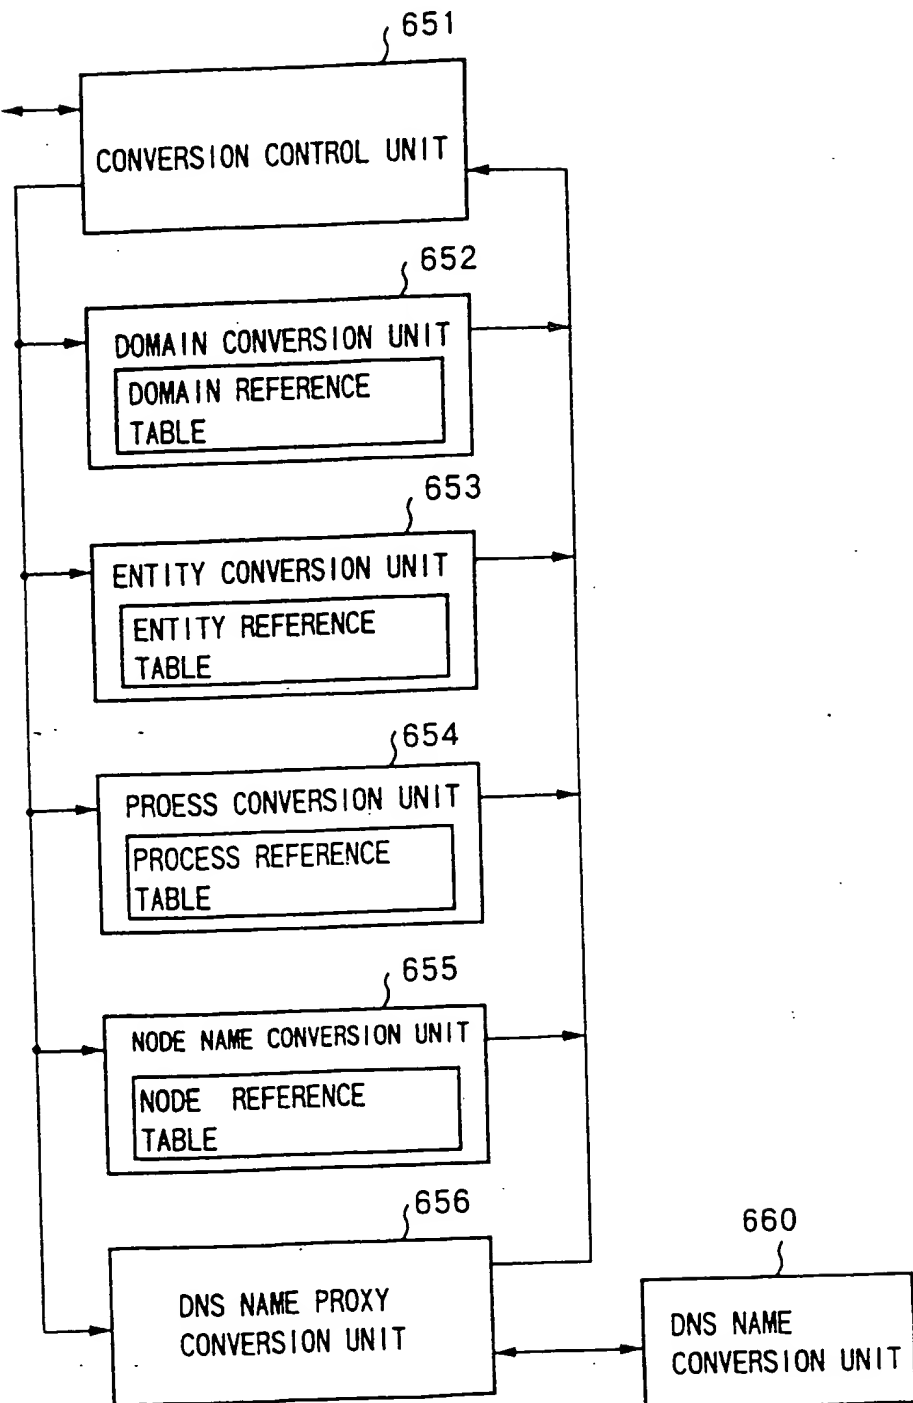 651
CONVERSION CONTROL UNIT
652
DOMAIN CONVERSION UNIT
DOMAIN REFERENCE
TABLE
653
ENTITY CONVERSION UNIT
ENTITY REFERENCE
TABLE
654
PROESS CONVERSION UNIT
PROCESS REFERENCE
TABLE
655
NODE NAME CONVERSION UNIT
NODE REFERENCE
TABLE
656
DNS NAME PROXY
CONVERSION UNIT
660
DNS NAME
CONVERSION UNIT